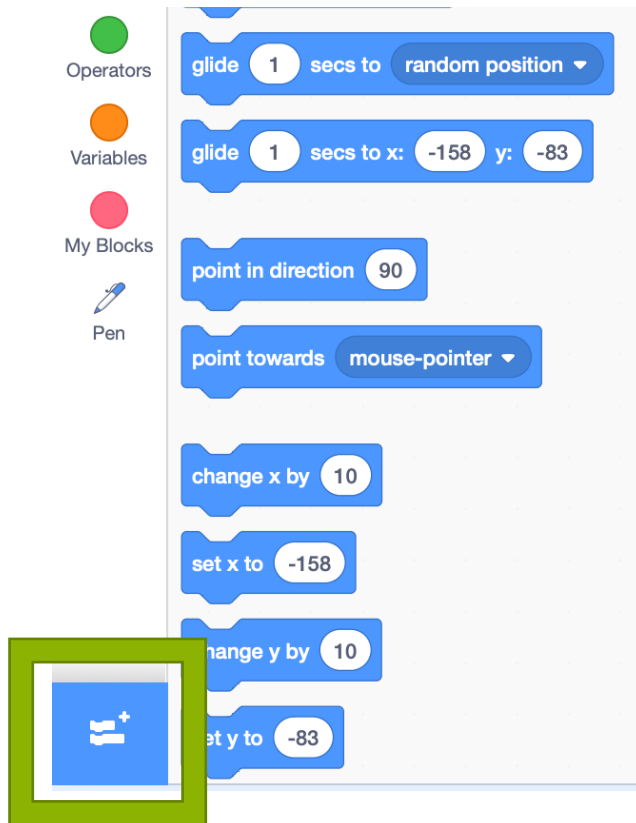 Operators
Variables
My Blocks
Pen
glide 1 secs to random position
glide 1 secs to x: -158 y: -83
point in direction 90
point towards mouse-pointer
change x by 10
set x to -158
hange y by 10
et y to -83